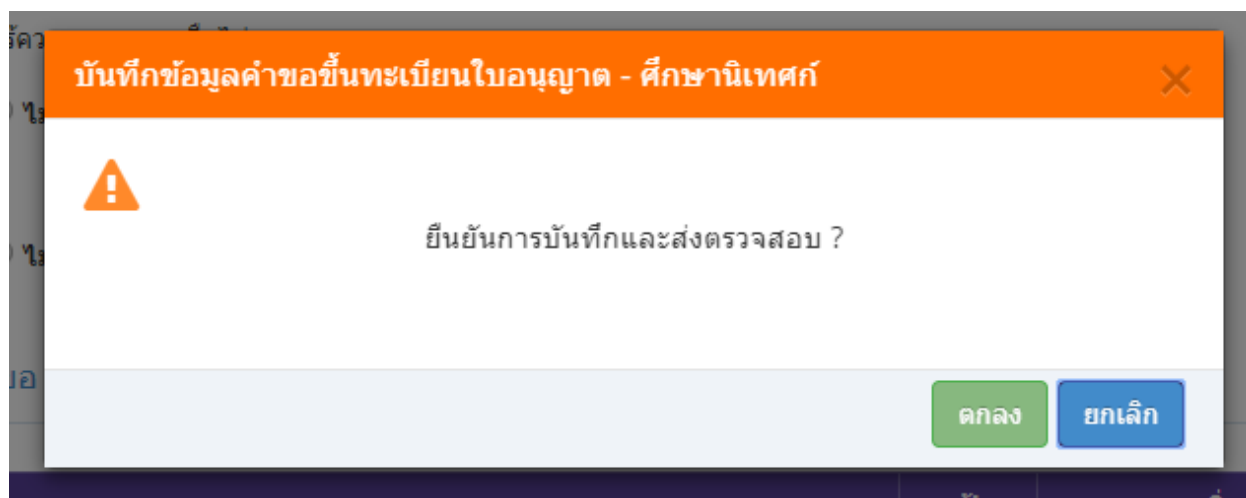 บันทึกข้อมูลคำขอขึ้นทะเบียนใบอนุญาต - ศึกษานิเทศก์
ยืนยันการบันทึกและส่งตรวจสอบ ?
ตกลง ยกเลิก